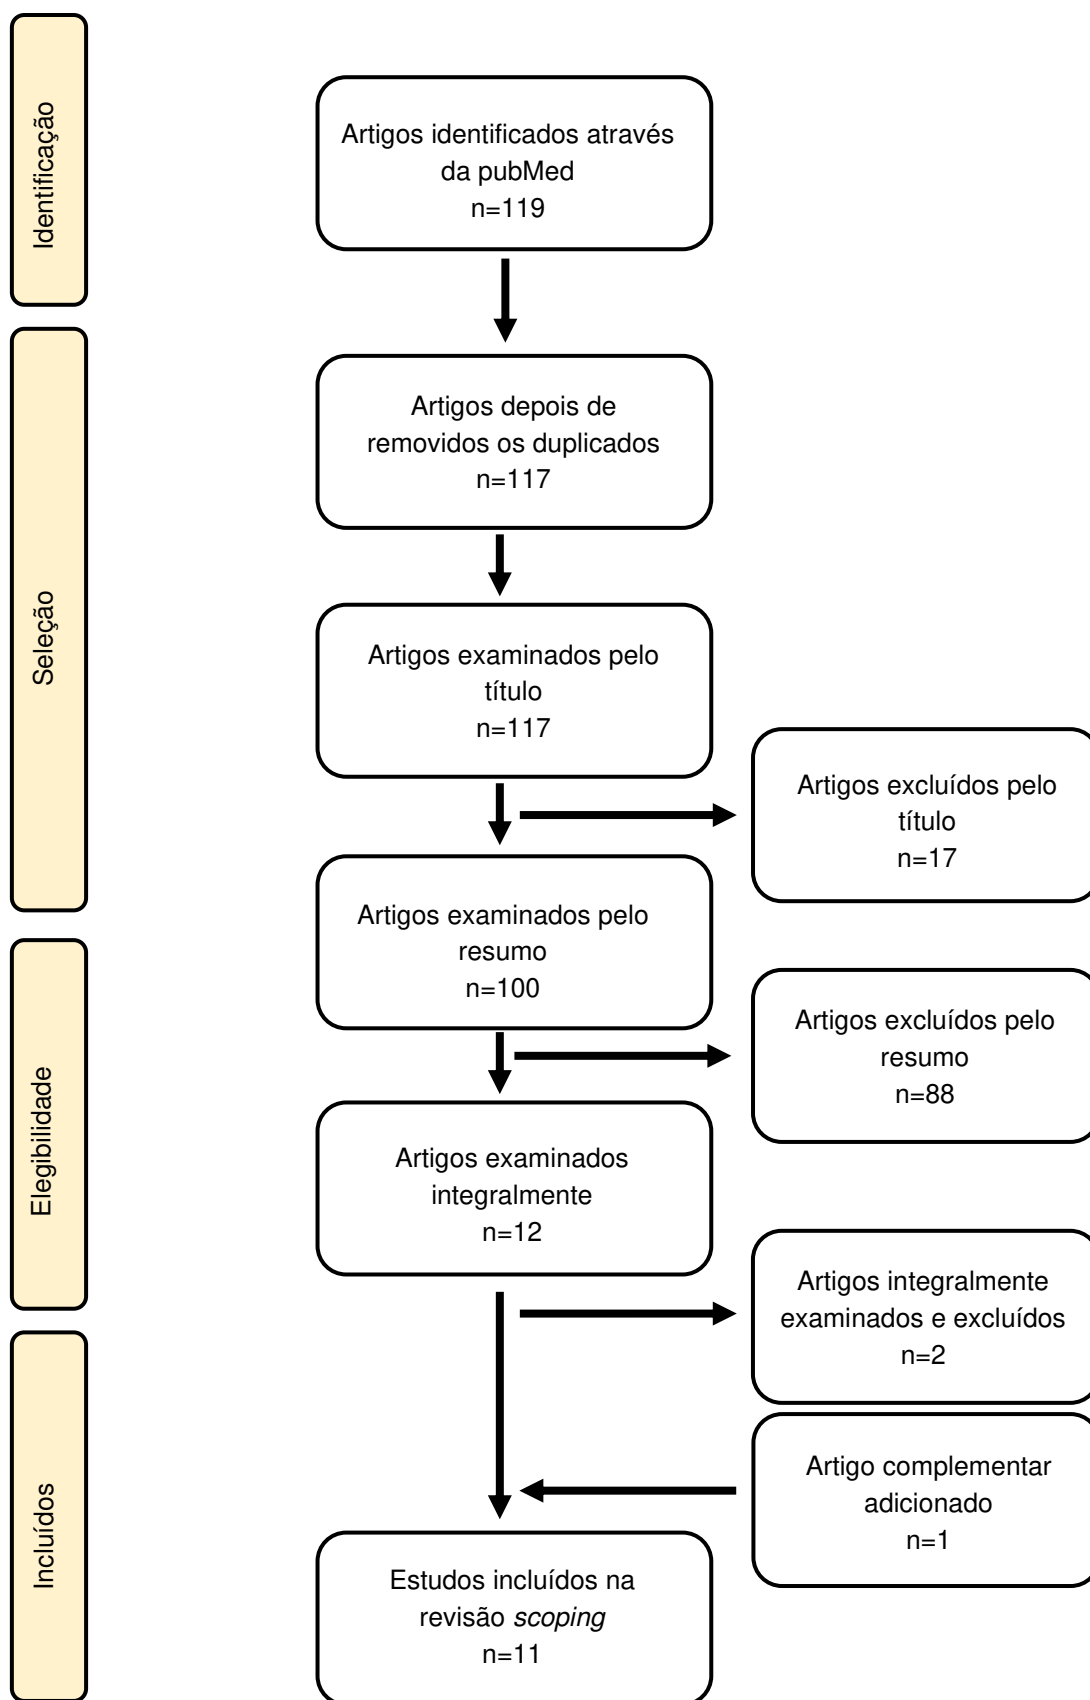 Identificação
Artigos identificados através
da pubMed
n=119
Seleção
Artigos depois de
removidos os duplicados
n=117
Artigos examinados pelo
título
n=117
Artigos excluídos pelo
título
n=17
Artigos examinados pelo
resumo
n=100
Elegibilidade
Artigos excluídos pelo
resumo
n=88
Artigos examinados
integralmente
n=12
Artigos integralmente
examinados e excluídos
n=2
Incluídos
Artigo complementar
adicionado
n=1
Estudos incluídos na
revisão scoping
n=11